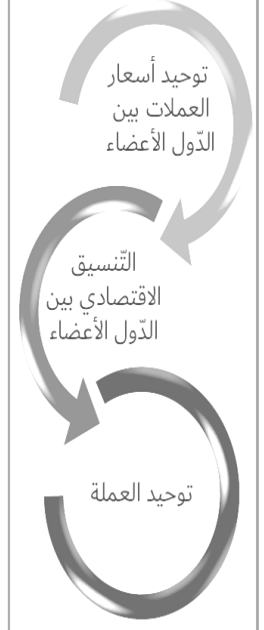 توحيد أسعار
العملات بين
الدّول الأعضاء
التّنسيق
الاقتصادي بين
الدّول الأعضاء
توحيد العملة